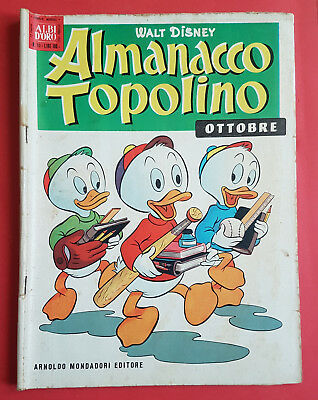 ALBI
D'ORO
WALT DISNEY
Almanacco
Topolino
OTTOBRE
ARNOLDO MONDADORI EDITORE